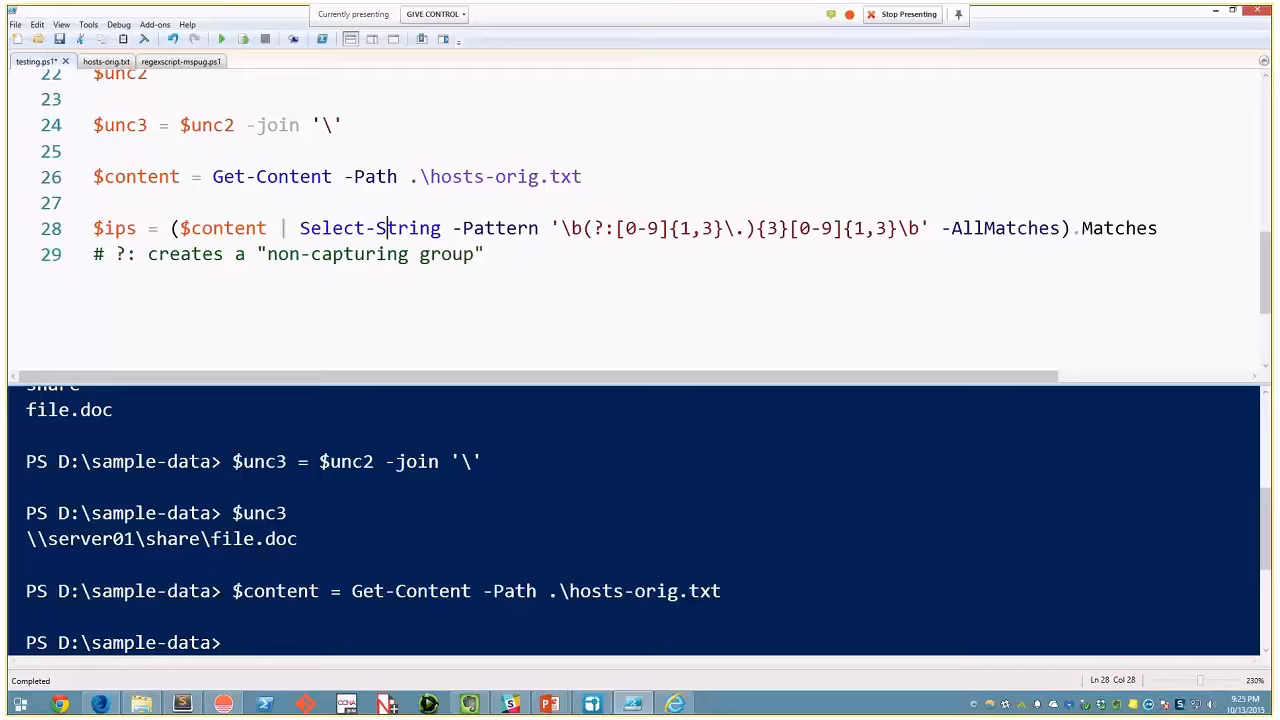 Currently presenting GIVE CONTROL Stop Presenting
File Edit View Tools Debug Add-ons Help
testing.ps1* hosts-orig.txt regexscript-mspug.ps1
22 $unc2
23
24 $unc3 = $unc2 -join '\'
25
26 $content = Get-Content -Path .\hosts-orig.txt
27
28 $ips = ($content | Select-String -Pattern '\b(?:[0-9]{1,3}\.){3}[0-9]{1,3}\b' -AllMatches).Matches
29 # ?: creates a "non-capturing group"
share
file.doc
PS D:\sample-data> $unc3 = $unc2 -join '\'
PS D:\sample-data> $unc3
\\server01\share\file.doc
PS D:\sample-data> $content = Get-Content -Path .\hosts-orig.txt
PS D:\sample-data>
Completed Ln 28 Col 28 230%
9:25 PM
10/13/2015